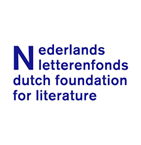 Nederlands
letterenfonds
dutch foundation
for literature